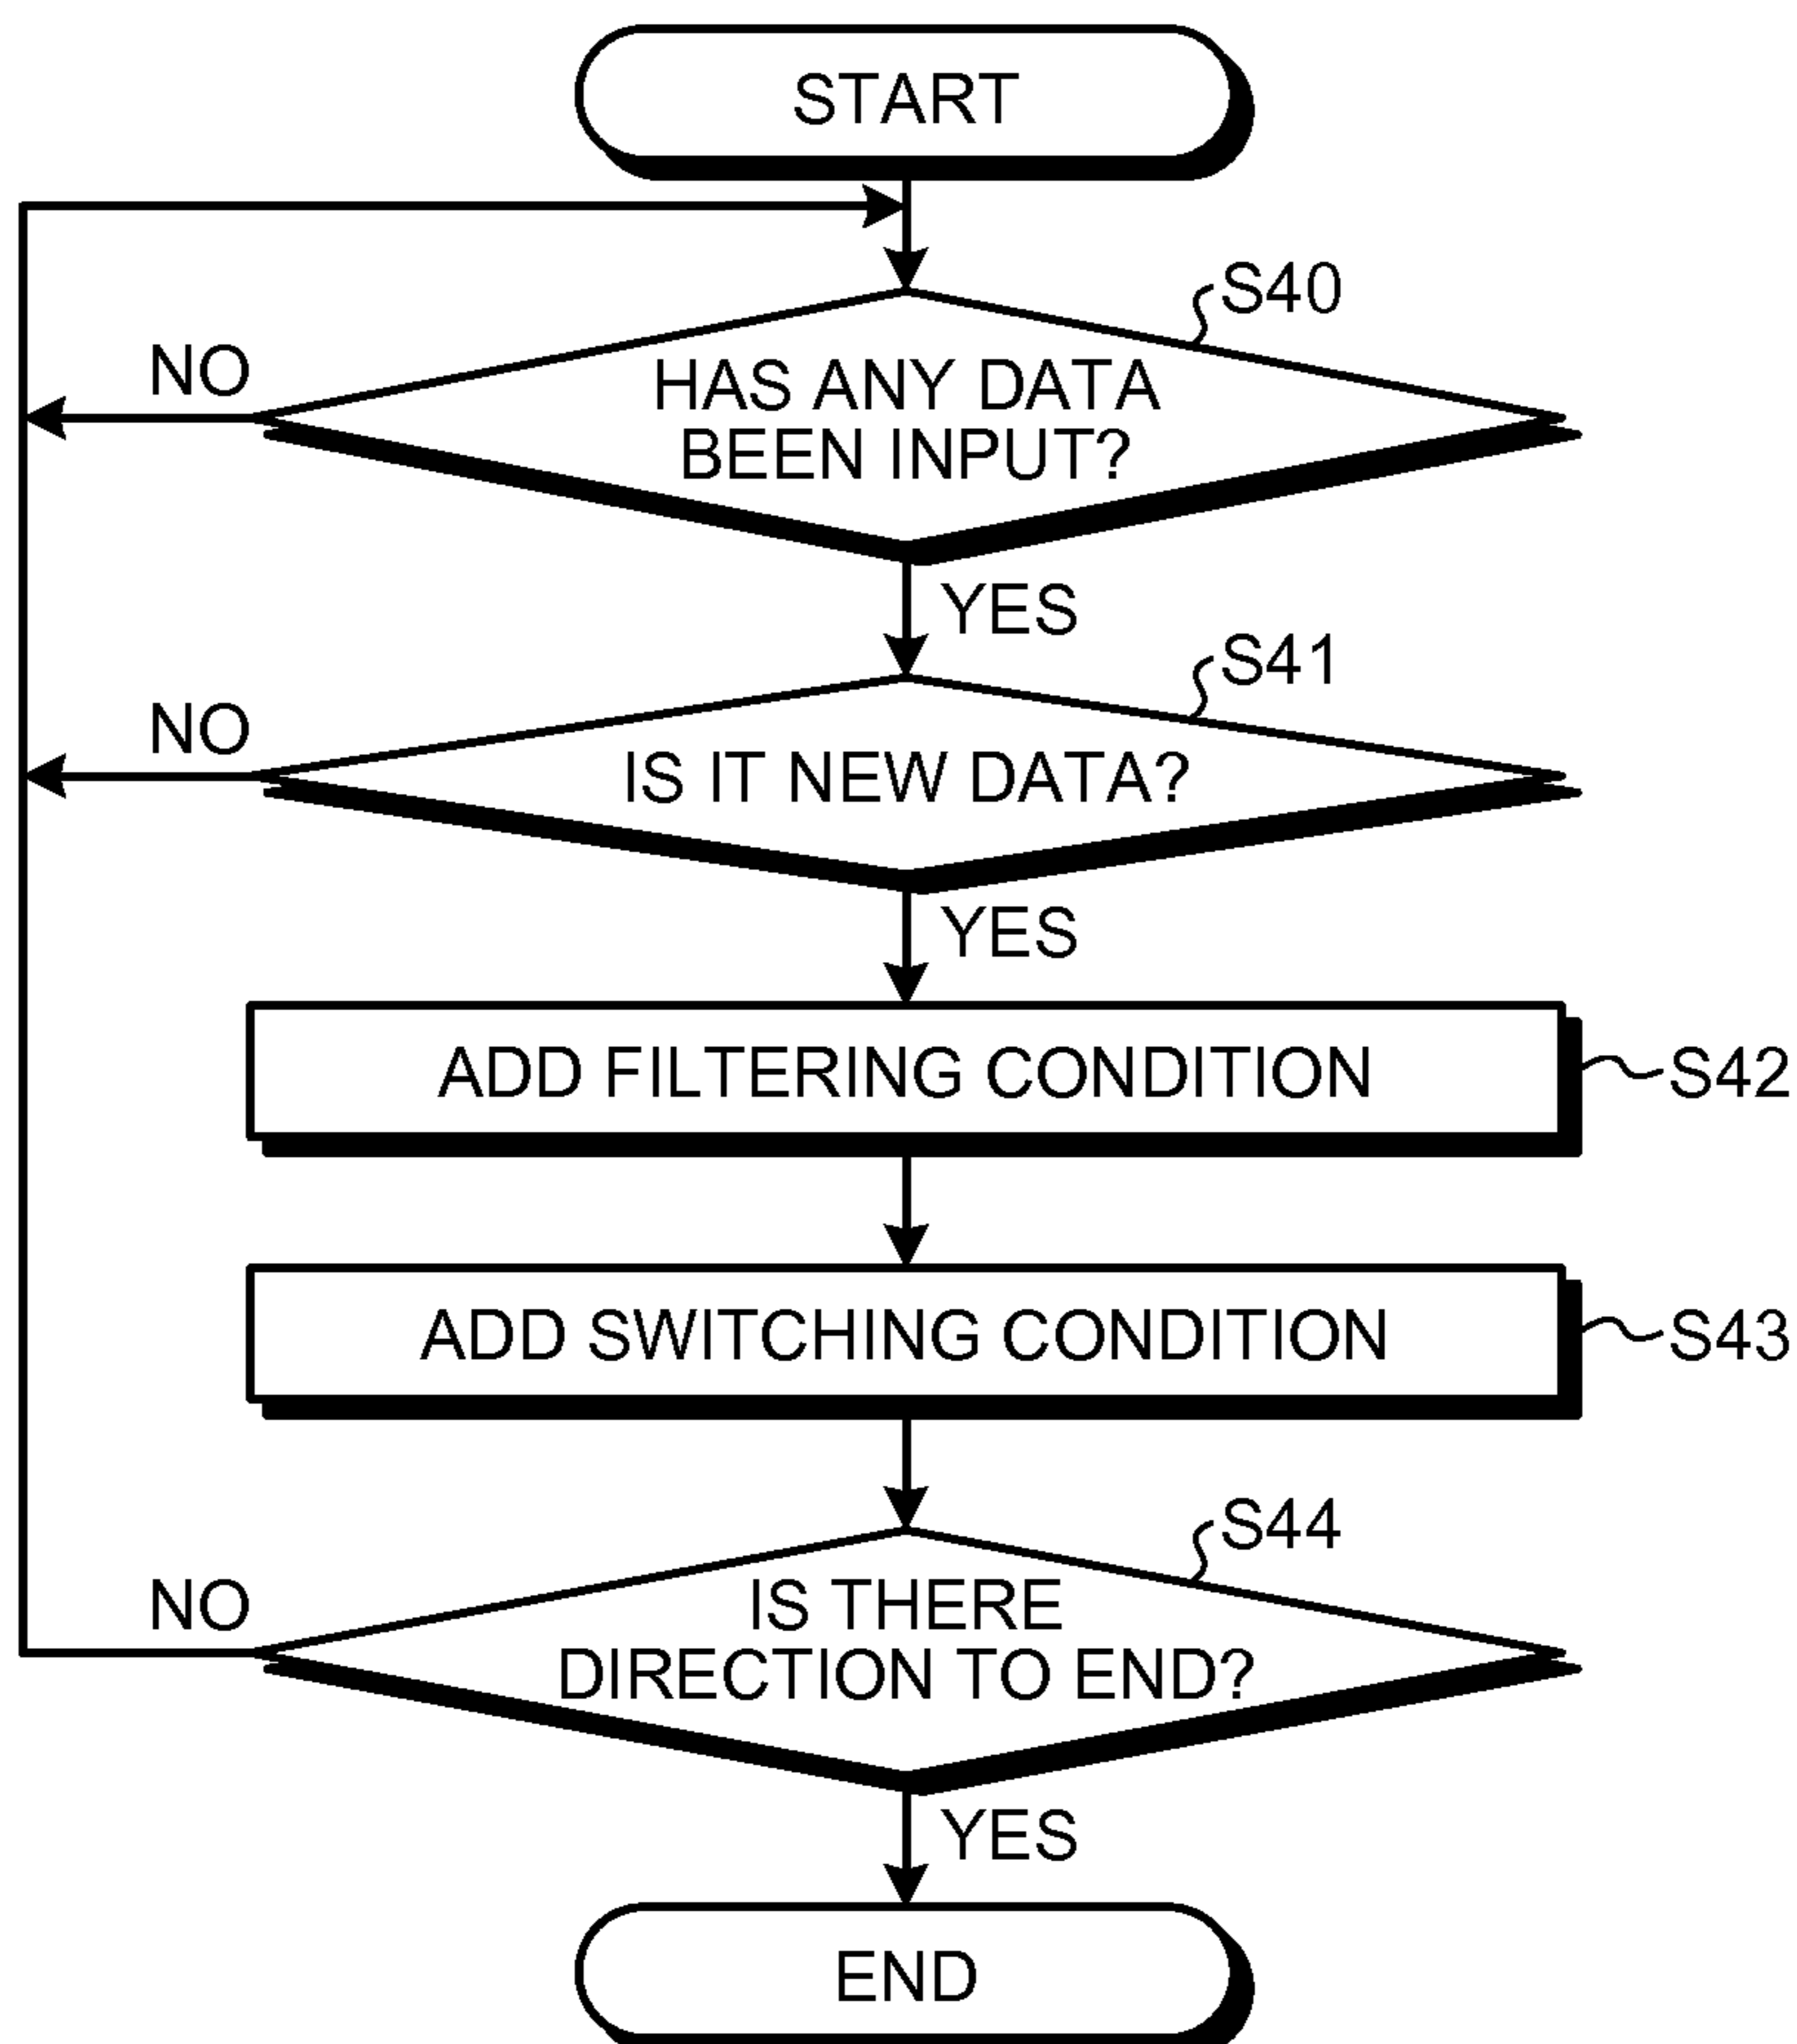 START
S40
NO
HAS ANY DATA
BEEN INPUT?
YES
S41
NO
IS IT NEW DATA?
YES
ADD FILTERING CONDITION
S42
ADD SWITCHING CONDITION
S43
S44
NO
IS THERE
DIRECTION TO END?
YES
END